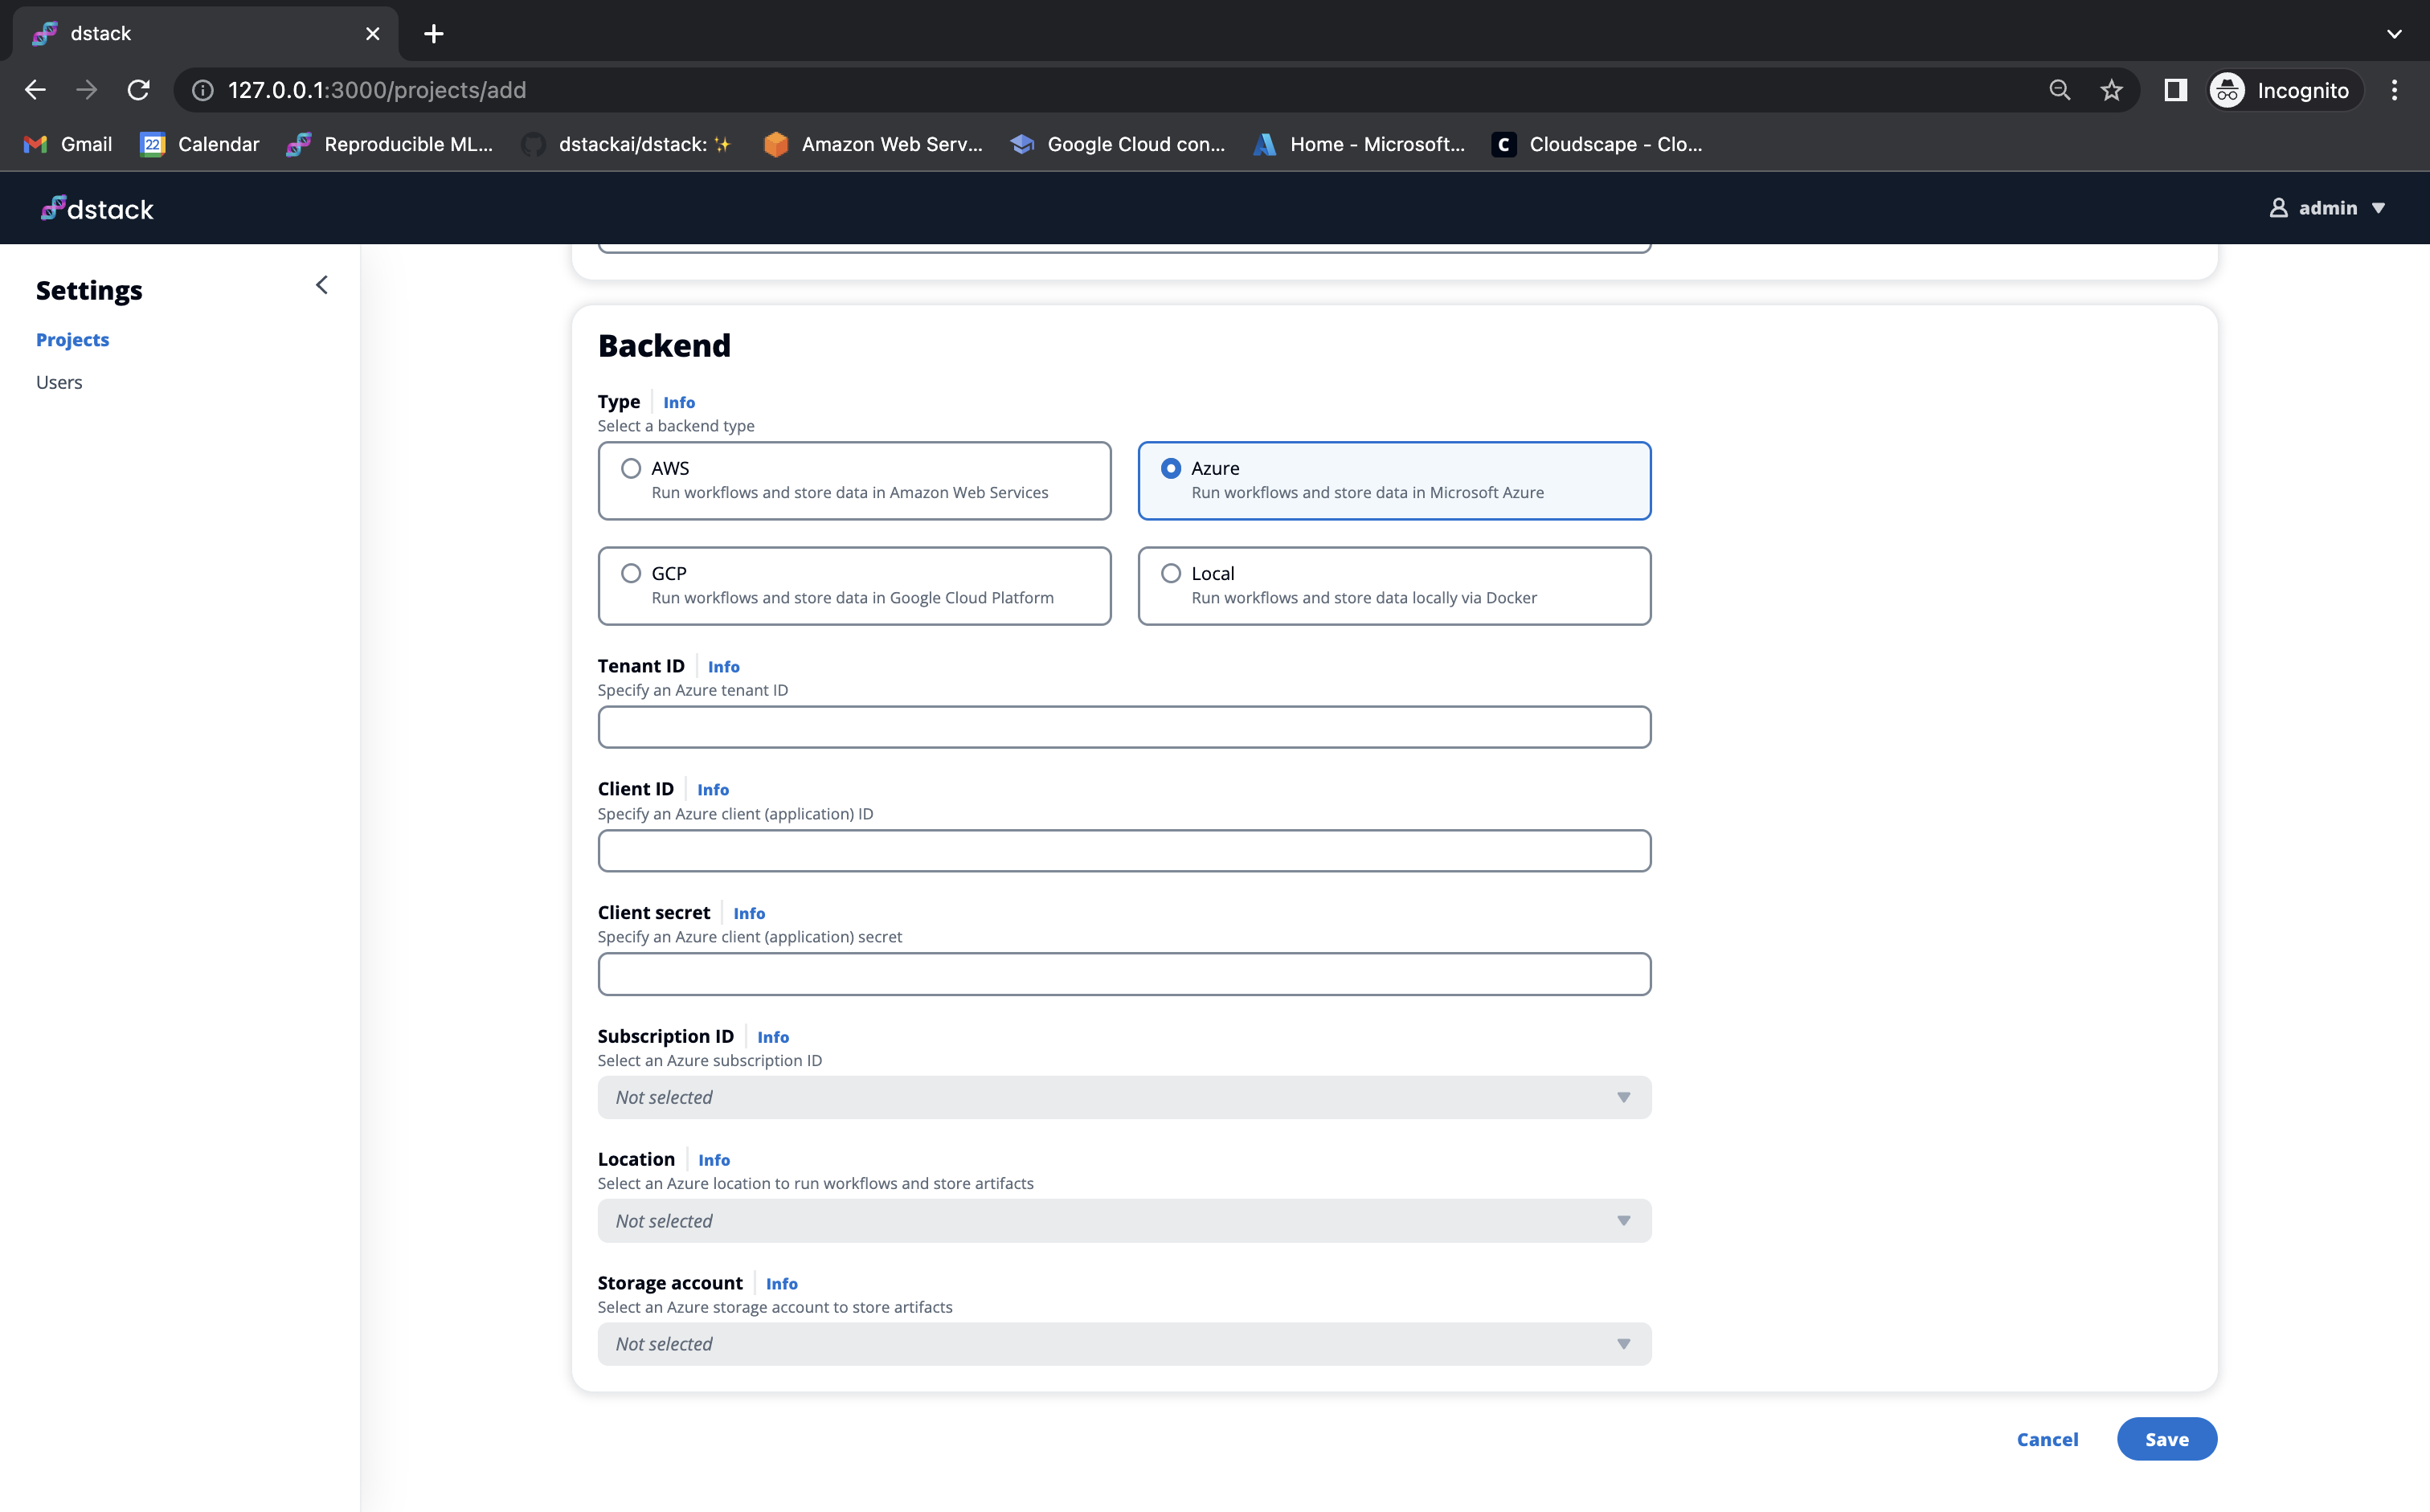 dstack
127.0.0.1:3000/projects/add
Incognito
Gmail
22
Calendar
Reproducible ML...
dstackai/dstack: ✨
Amazon Web Serv...
Google Cloud con...
Home - Microsoft...
C
Cloudscape - Clo...
dstack
admin
Settings
Projects
Users
Backend
Type Info
Select a backend type
AWS
Run workflows and store data in Amazon Web Services
Azure
Run workflows and store data in Microsoft Azure
GCP
Run workflows and store data in Google Cloud Platform
Local
Run workflows and store data locally via Docker
Tenant ID Info
Specify an Azure tenant ID
Client ID Info
Specify an Azure client (application) ID
Client secret Info
Specify an Azure client (application) secret
Subscription ID Info
Select an Azure subscription ID
Not selected
Location Info
Select an Azure location to run workflows and store artifacts
Not selected
Storage account Info
Select an Azure storage account to store artifacts
Not selected
Cancel
Save